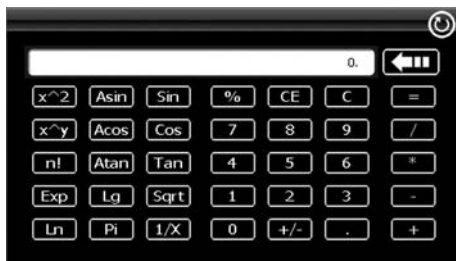 0.
x^2 Asin Sin % CE C =
x^y Acos Cos 7 8 9 /
n! Atan Tan 4 5 6 *
Exp Lg Sqrt 1 2 3 -
Ln Pi 1/X 0 +/- . +